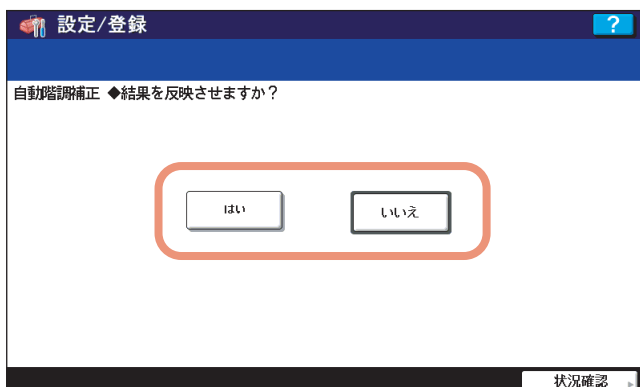 設定/登録
?
自動階調補正 ◆結果を反映させますか?
はい
いいえ
状況確認